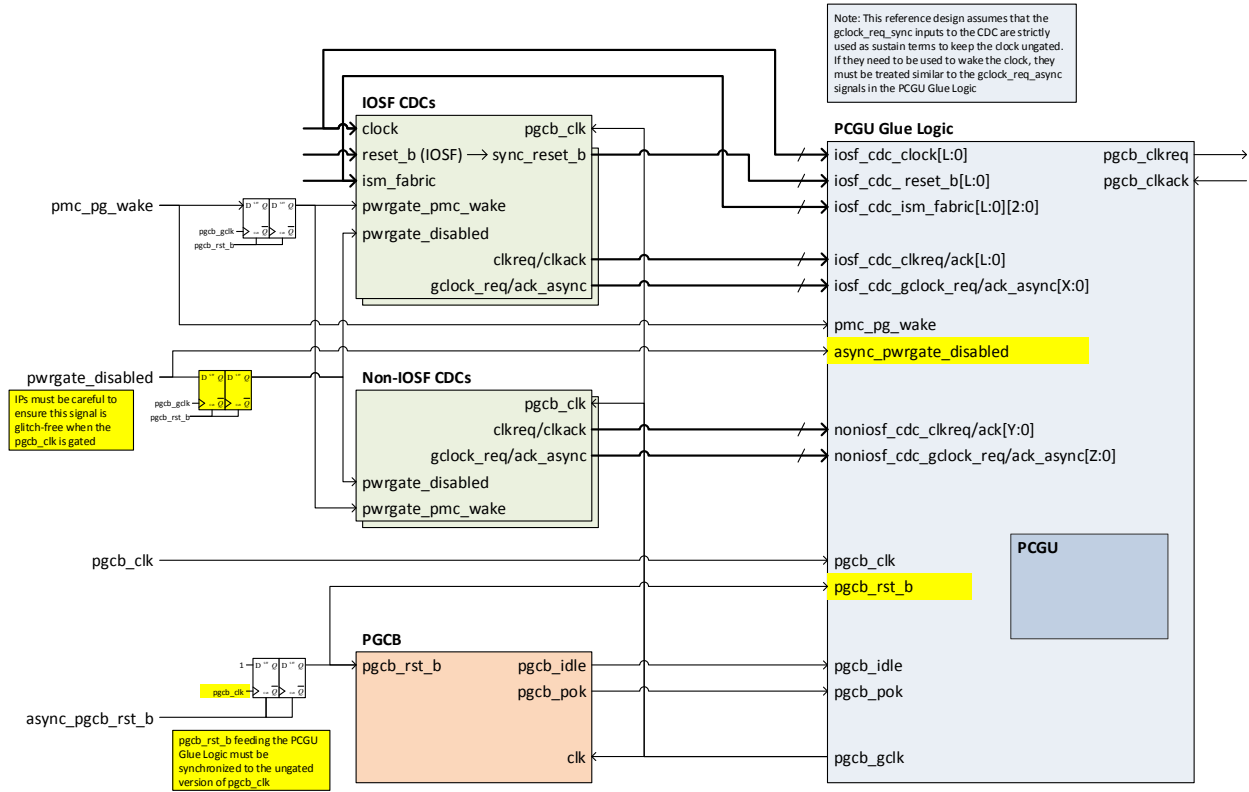 Note: This reference design assumes that the
gclock_req_sync inputs to the CDC are strictly
used as sustain terms to keep the clock ungated.
If they need to be used to wake the clock, they
must be treated similar to the gclock_req_async
signals in the PCGU Glue Logic
IOSF CDCs
clock
pgcb_clk
reset_b (IOSF)
sync_reset_b
ism_fabric
pwrgate_pmc_wake
pwrgate_disabled
clkreq/clkack
gclock_req/ack_async
PCGU Glue Logic
iosf_cdc_clock[L:0]
pgcb_clkreq
iosf_cdc_ reset_b[L:0]
pgcb_clkack
iosf_cdc_ism_fabric[L:0][2:0]
iosf_cdc_clkreq/ack[L:0]
iosf_cdc_gclock_req/ack_async[X:0]
pmc_pg_wake
async_pwrgate_disabled
noniosf_cdc_clkreq/ack[Y:0]
noniosf_cdc_gclock_req/ack_async[Z:0]
pgcb_clk
pgcb_rst_b
pgcb_idle
pgcb_pok
pgcb_gclk
PCGU
pmc_pg_wake
D Q D Q
Q Q
pgcb_gclk
pgcb_rst_b
pwrgate_disabled
D Q D Q
Q Q
pgcb_gclk
pgcb_rst_b
IPs must be careful to
ensure this signal is
glitch-free when the
pgcb_clk is gated
Non-IOSF CDCs
pgcb_clk
clkreq/clkack
gclock_req/ack_async
pwrgate_disabled
pwrgate_pmc_wake
pgcb_clk
PGCB
pgcb_rst_b
pgcb_idle
pgcb_pok
clk
1
D Q D Q
Q Q
pgcb_clk
async_pgcb_rst_b
pgcb_rst_b feeding the PCGU
Glue Logic must be
synchronized to the ungated
version of pgcb_clk